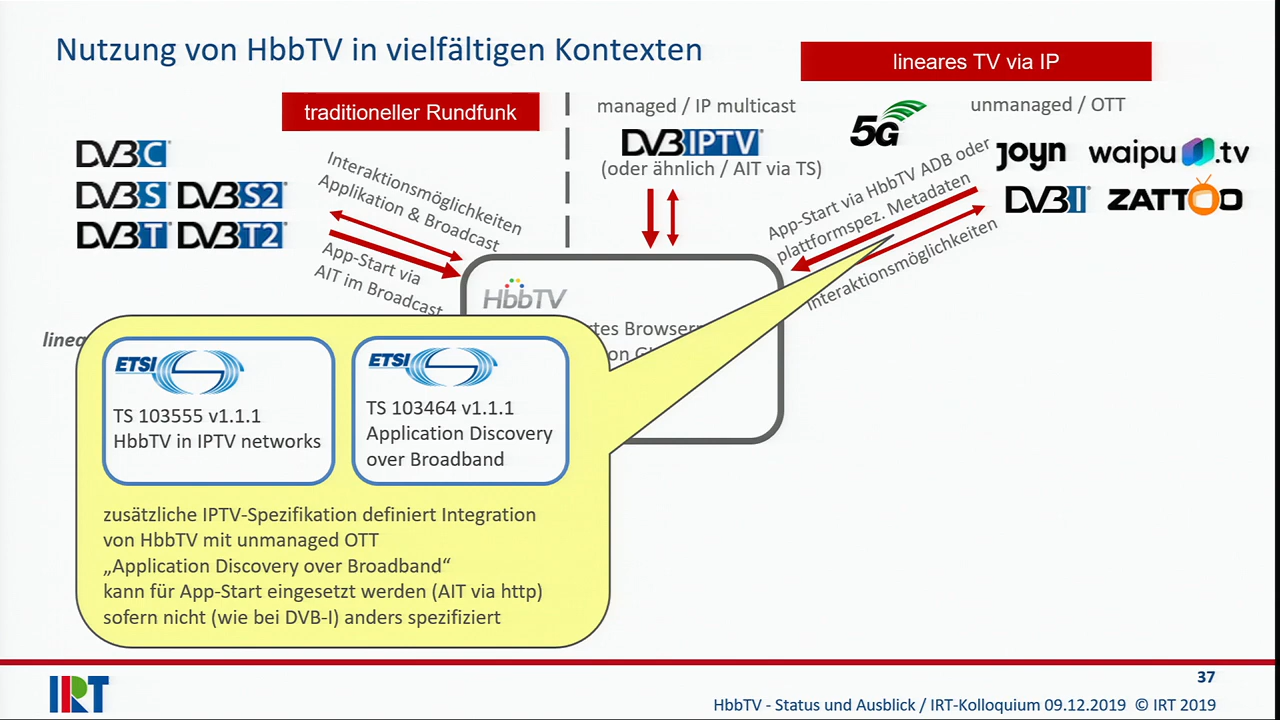 Nutzung von HbbTV in vielfältigen Kontexten
lineares TV via IP
traditioneller Rundfunk
managed / IP multicast
unmanaged / OTT
DVB C
DVB S DVB S2
DVB T DVB T2
Interaktionsmöglichkeiten
Applikation & Broadcast
App-Start via
AIT im Broadcast
DVB IPTV
(oder ähnlich / AIT via TS)
5G
joyn waipu.tv
DVB I ZATTOO
App-Start via HbbTV ADB oder
plattformspez. Metadaten
Interaktionsmöglichkeiten
HbbTV
ETSI
TS 103555 v1.1.1
HbbTV in IPTV networks
ETSI
TS 103464 v1.1.1
Application Discovery
over Broadband
zusätzliche IPTV-Spezifikation definiert Integration
von HbbTV mit unmanaged OTT
„Application Discovery over Broadband“
kann für App-Start eingesetzt werden (AIT via http)
sofern nicht (wie bei DVB-I) anders spezifiziert
IRT
37
HbbTV - Status und Ausblick / IRT-Kolloquium 09.12.2019 © IRT 2019